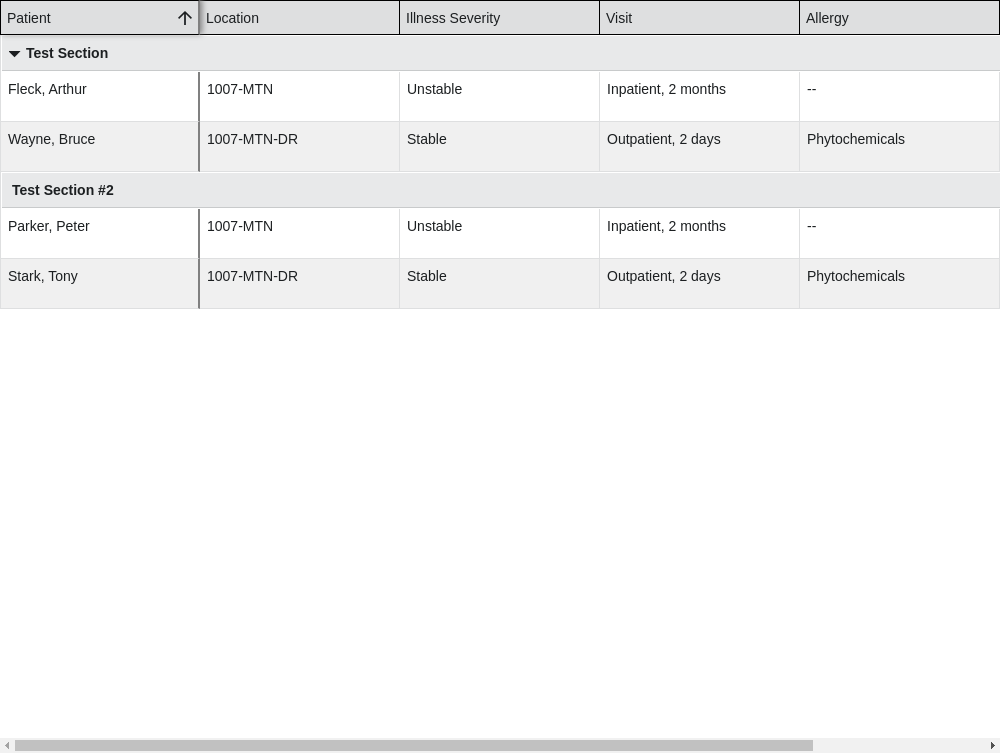 Patient Location Illness Severity Visit Allergy
Test Section
Fleck, Arthur 1007-MTN Unstable Inpatient, 2 months --
Wayne, Bruce 1007-MTN-DR Stable Outpatient, 2 days Phytochemicals
Test Section #2
Parker, Peter 1007-MTN Unstable Inpatient, 2 months --
Stark, Tony 1007-MTN-DR Stable Outpatient, 2 days Phytochemicals